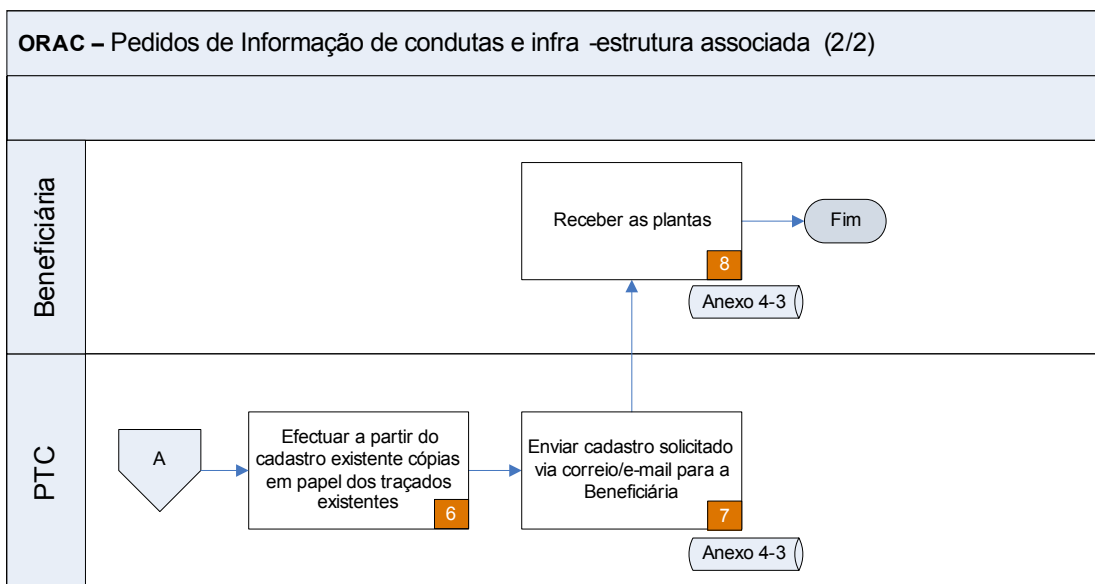 ORAC – Pedidos de Informação de condutas e infra -estrutura associada (2/2)
Beneficiária
Receber as plantas
8
Anexo 4-3
Fim
PTC
A
Efectuar a partir do
cadastro existente cópias
em papel dos traçados
existentes
6
Enviar cadastro solicitado
via correio/e-mail para a
Beneficiária
7
Anexo 4-3